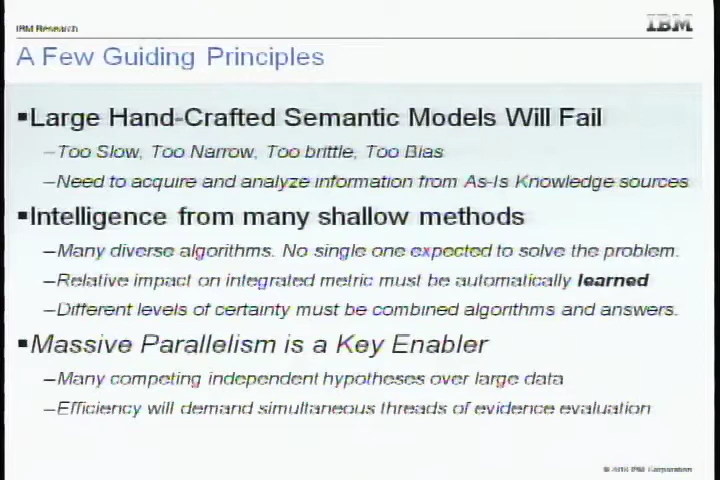 IBM Research
IBM
A Few Guiding Principles
▪Large Hand-Crafted Semantic Models Will Fail
–Too Slow, Too Narrow, Too brittle, Too Bias
–Need to acquire and analyze information from As-Is Knowledge sources
▪Intelligence from many shallow methods
–Many diverse algorithms. No single one expected to solve the problem.
–Relative impact on integrated metric must be automatically learned
–Different levels of certainty must be combined algorithms and answers.
▪Massive Parallelism is a Key Enabler
–Many competing independent hypotheses over large data
–Efficiency will demand simultaneous threads of evidence evaluation
IBM Corporation